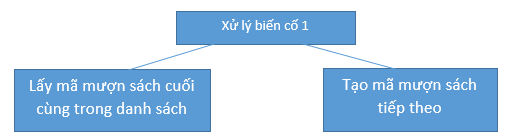 Xử lý biến cố 1
Lấy mã mượn sách cuối
cùng trong danh sách
Tạo mã mượn sách
tiếp theo